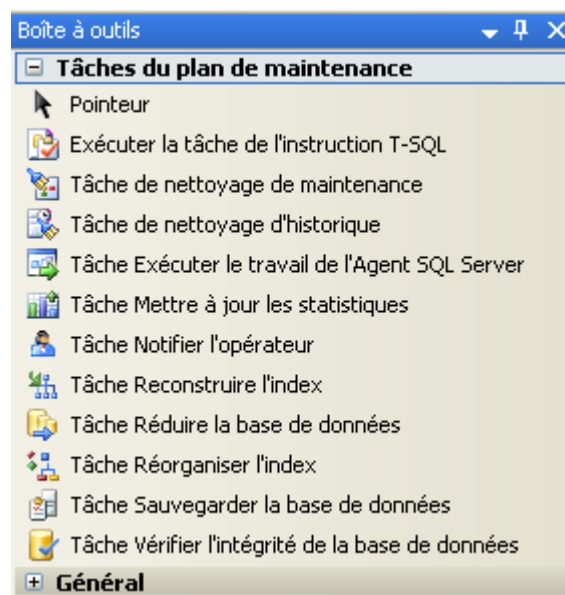 Boîte à outils
Tâches du plan de maintenance
Pointeur
Exécuter la tâche de l'instruction T-SQL
Tâche de nettoyage de maintenance
Tâche de nettoyage d'historique
Tâche Exécuter le travail de l'Agent SQL Server
Tâche Mettre à jour les statistiques
Tâche Notifier l'opérateur
Tâche Reconstruire l'index
Tâche Réduire la base de données
Tâche Réorganiser l'index
Tâche Sauvegarder la base de données
Tâche Vérifier l'intégrité de la base de données
Général